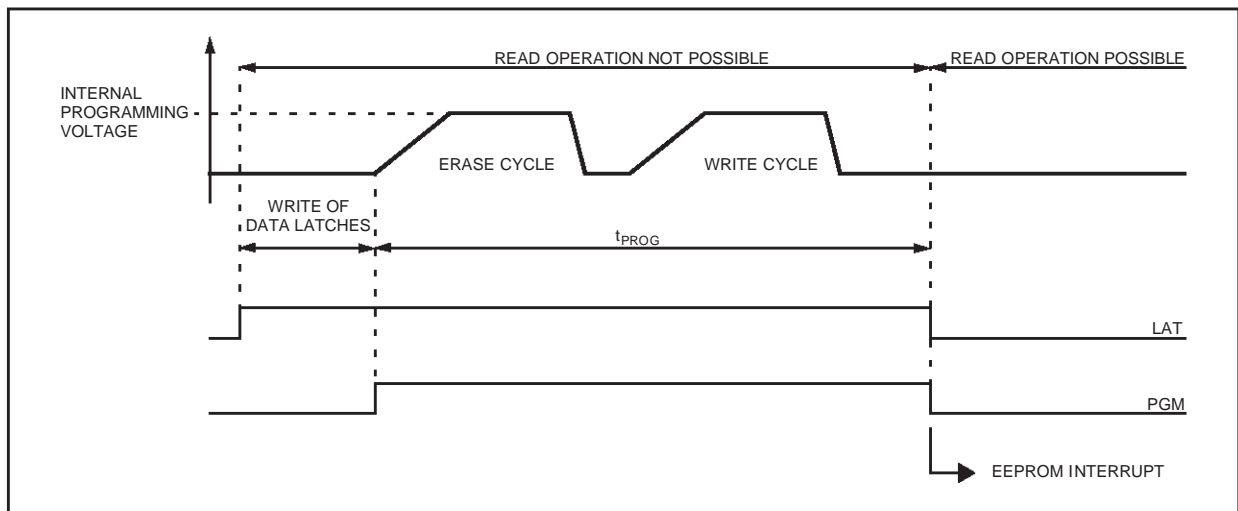 READ OPERATION NOT POSSIBLE
READ OPERATION POSSIBLE
INTERNAL
PROGRAMMING
VOLTAGE
ERASE CYCLE
WRITE CYCLE
WRITE OF
DATA LATCHES
tPROG
LAT
PGM
EEPROM INTERRUPT